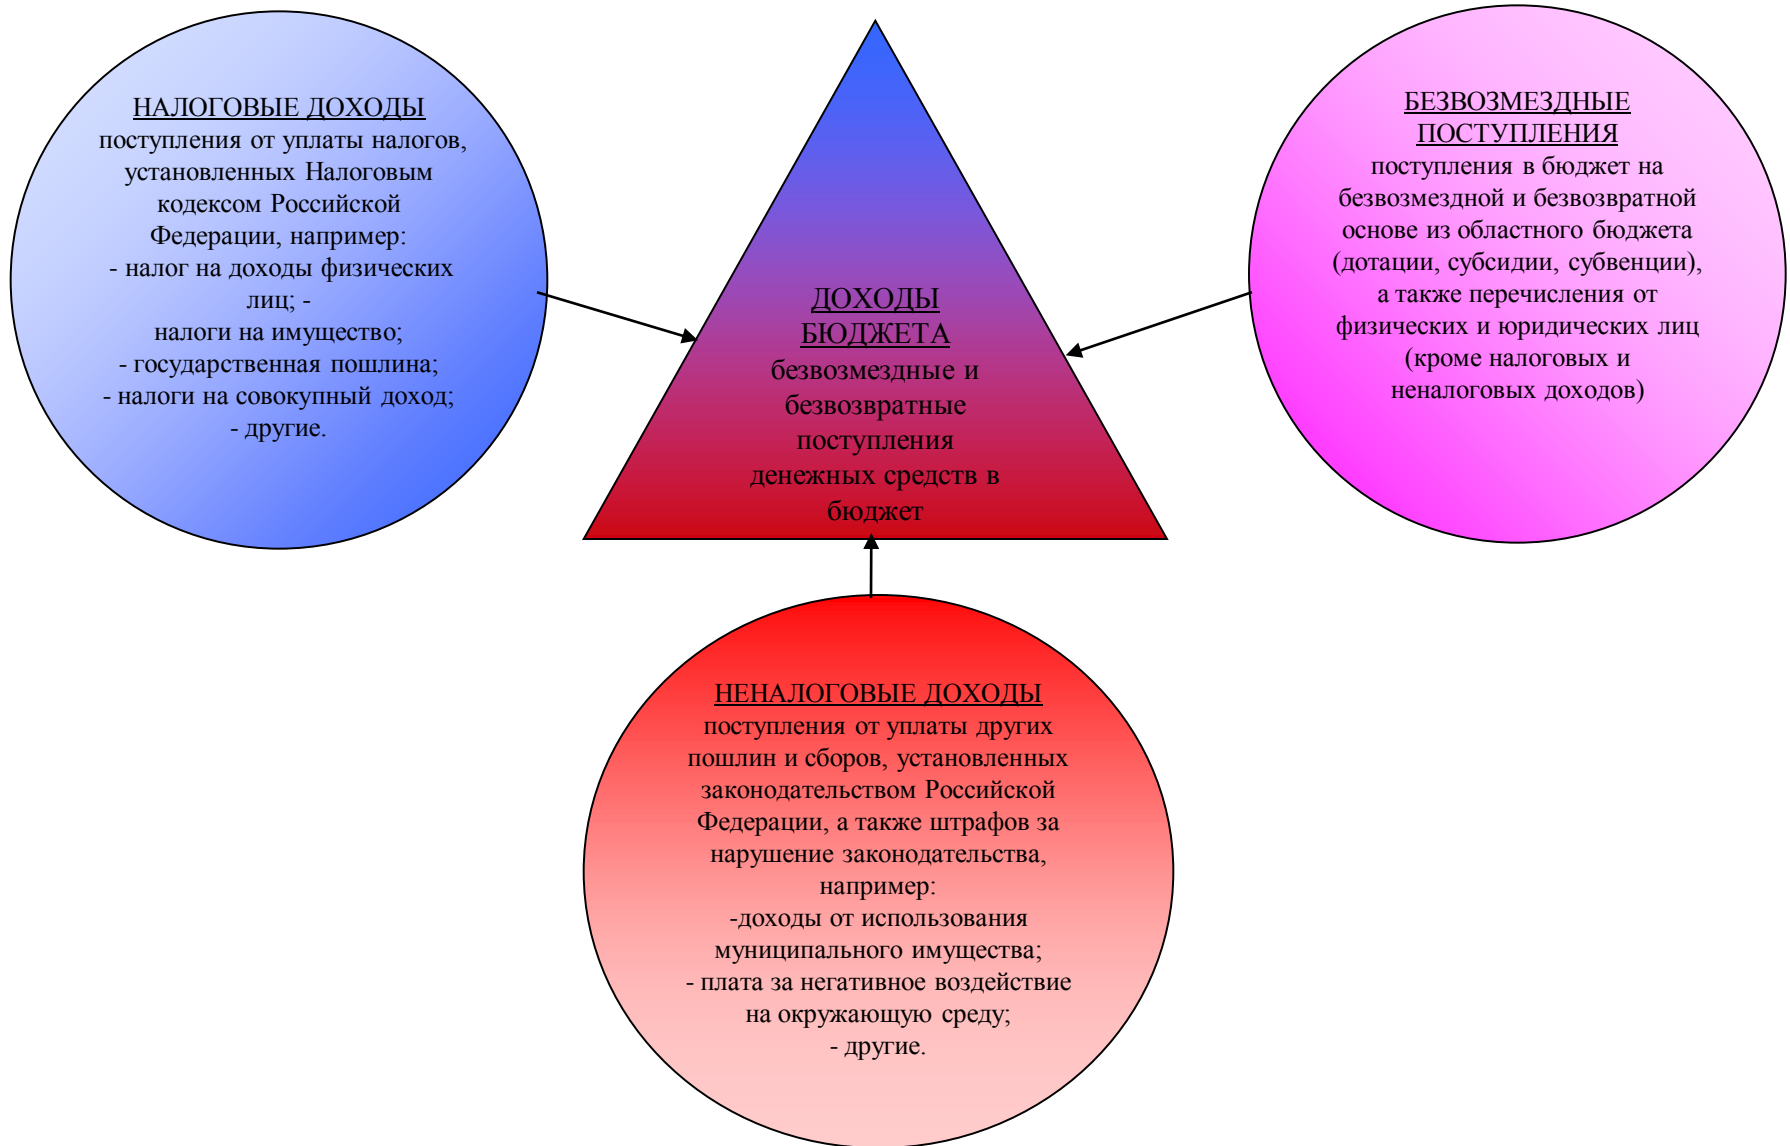 НАЛОГОВЫЕ ДОХОДЫ
поступления от уплаты налогов,
установленных Налоговым
кодексом Российской
Федерации, например:
- налог на доходы физических
лиц; -
налоги на имущество;
- государственная пошлина;
- налоги на совокупный доход;
- другие.
ДОХОДЫ
БЮДЖЕТА
безвозмездные и
безвозвратные
поступления
денежных средств в
бюджет
БЕЗВОЗМЕЗДНЫЕ
ПОСТУПЛЕНИЯ
поступления в бюджет на
безвозмездной и безвозвратной
основе из областного бюджета
(дотации, субсидии, субвенции),
а также перечисления от
физических и юридических лиц
(кроме налоговых и
неналоговых доходов)
НЕНАЛОГОВЫЕ ДОХОДЫ
поступления от уплаты других
пошлин и сборов, установленных
законодательством Российской
Федерации, а также штрафов за
нарушение законодательства,
например:
-доходы от использования
муниципального имущества;
- плата за негативное воздействие
на окружающую среду;
- другие.